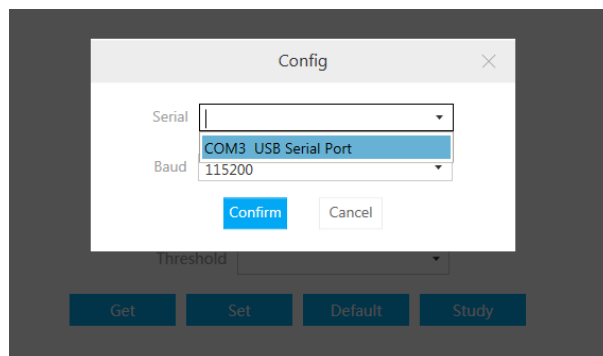 Config
Serial
COM3 USB Serial Port
Baud 115200
Confirm Cancel
Threshold
Get Set Default Study